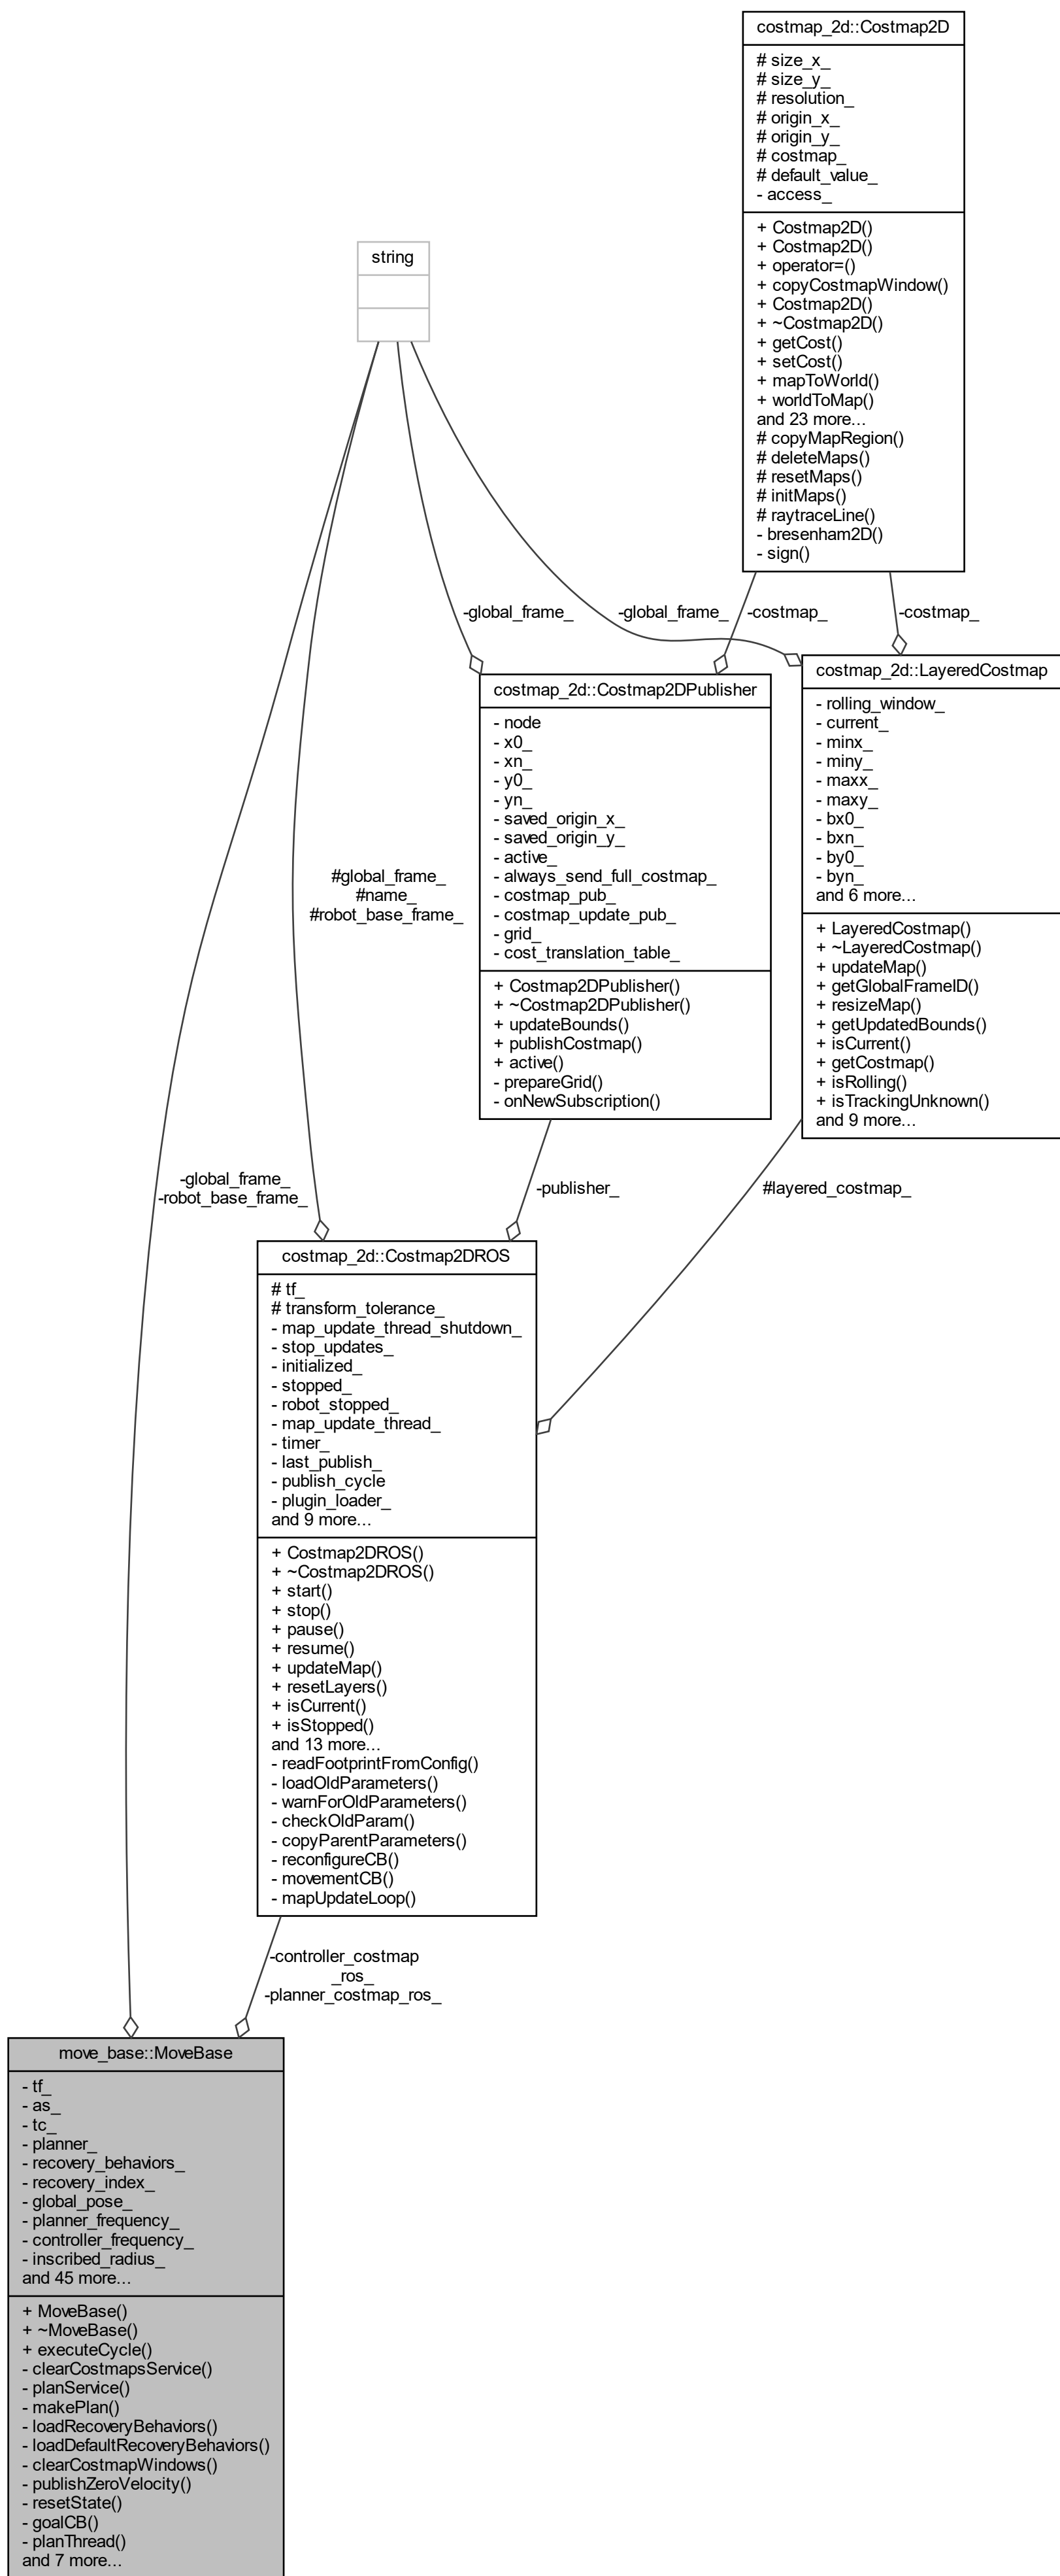 costmap_2d::Costmap2D
# size_x_
# size_y_
# resolution_
# origin_x_
# origin_y_
# costmap_
# default_value_
- access_
+ Costmap2D()
+ Costmap2D()
+ operator=()
+ copyCostmapWindow()
+ Costmap2D()
+ ~Costmap2D()
+ getCost()
+ setCost()
+ mapToWorld()
+ worldToMap()
and 23 more...
# copyMapRegion()
# deleteMaps()
# resetMaps()
# initMaps()
# raytraceLine()
- bresenham2D()
- sign()
string
-global_frame_
-global_frame_
-costmap_
-costmap_
costmap_2d::Costmap2DPublisher
- node
- x0_
- xn_
- y0_
- yn_
- saved_origin_x_
- saved_origin_y_
- active_
- always_send_full_costmap_
- costmap_pub_
- costmap_update_pub_
- grid_
- cost_translation_table_
+ Costmap2DPublisher()
+ ~Costmap2DPublisher()
+ updateBounds()
+ publishCostmap()
+ active()
- prepareGrid()
- onNewSubscription()
costmap_2d::LayeredCostmap
- rolling_window_
- current_
- minx_
- miny_
- maxx_
- maxy_
- bx0_
- bxn_
- by0_
- byn_
and 6 more...
+ LayeredCostmap()
+ ~LayeredCostmap()
+ updateMap()
+ getGlobalFrameID()
+ resizeMap()
+ getUpdatedBounds()
+ isCurrent()
+ getCostmap()
+ isRolling()
+ isTrackingUnknown()
and 9 more...
#global_frame_
#name_
#robot_base_frame_
-global_frame_
-robot_base_frame_
-publisher_
#layered_costmap_
costmap_2d::Costmap2DROS
# tf_
# transform_tolerance_
- map_update_thread_shutdown_
- stop_updates_
- initialized_
- stopped_
- robot_stopped_
- map_update_thread_
- timer_
- last_publish_
- publish_cycle
- plugin_loader_
and 9 more...
+ Costmap2DROS()
+ ~Costmap2DROS()
+ start()
+ stop()
+ pause()
+ resume()
+ updateMap()
+ resetLayers()
+ isCurrent()
+ isStopped()
and 13 more...
- readFootprintFromConfig()
- loadOldParameters()
- warnForOldParameters()
- checkOldParam()
- copyParentParameters()
- reconfigureCB()
- movementCB()
- mapUpdateLoop()
-controller_costmap
_ros_
-planner_costmap_ros_
move_base::MoveBase
- tf_
- as_
- tc_
- planner_
- recovery_behaviors_
- recovery_index_
- global_pose_
- planner_frequency_
- controller_frequency_
- inscribed_radius_
and 45 more...
+ MoveBase()
+ ~MoveBase()
+ executeCycle()
- clearCostmapsService()
- planService()
- makePlan()
- loadRecoveryBehaviors()
- loadDefaultRecoveryBehaviors()
- clearCostmapWindows()
- publishZeroVelocity()
- resetState()
- goalCB()
- planThread()
and 7 more...